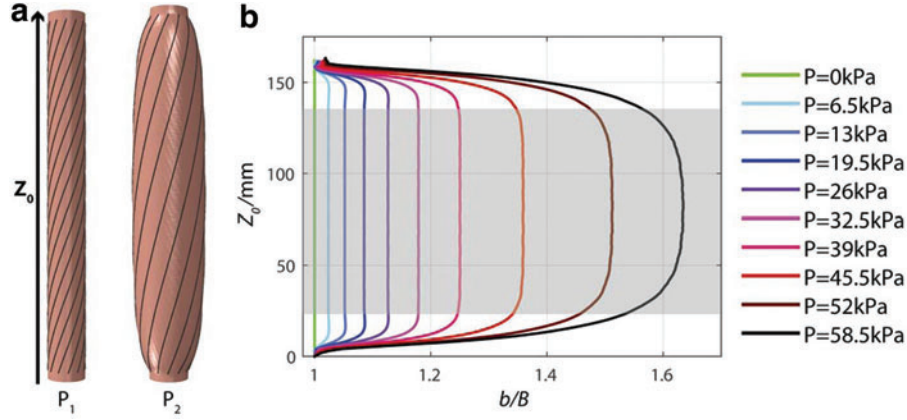 a
b
Z₀
P₁
P₂
Z₀/mm
150
100
50
0
1
1.2
1.4
1.6
b/B
P=0kPa
P=6.5kPa
P=13kPa
P=19.5kPa
P=26kPa
P=32.5kPa
P=39kPa
P=45.5kPa
P=52kPa
P=58.5kPa